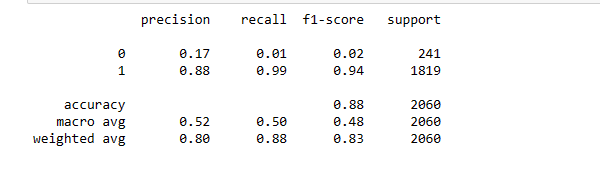 precision recall f1-score support
0 0.17 0.01 0.02 241
1 0.88 0.99 0.94 1819
accuracy 0.88 2060
macro avg 0.52 0.50 0.48 2060
weighted avg 0.80 0.88 0.83 2060